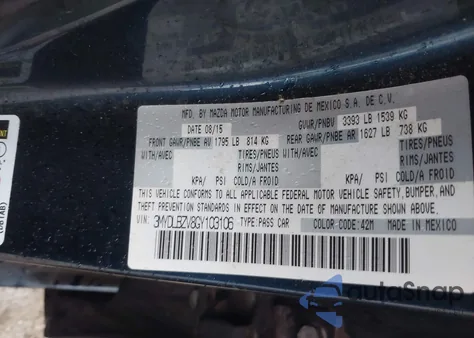 MFD. BY MAZDA MOTOR MANUFACTURING DE MEXICO S.A. DE C.V.
DATE 08/15 GVWR/PNBV 3393 LB 1539 KG
FRONT GAWR/PNBE AV 1795 LB 814 KG REAR GAWR/PNBE AR 1627 LB 738 KG
WITH/AVEC TIRES/PNEUS WITH/AVEC TIRES/PNEUS
RIMS/JANTES RIMS/JANTES
KPA/ PSI COLD/A FROID KPA/ PSI COLD/A FROID
THIS VEHICLE CONFORMS TO ALL APPLICABLE FEDERAL MOTOR VEHICLE SAFETY, BUMPER, AND
THEFT PREVENTION STANDARDS IN EFFECT ON THE DATE OF MANUFACTURE SHOWN ABOVE.
VIN: 3MYDLBZV8GY103106 TYPE:PASS CAR COLOR CODE:42M MADE IN MEXICO
(DB1AB)
autoSnap